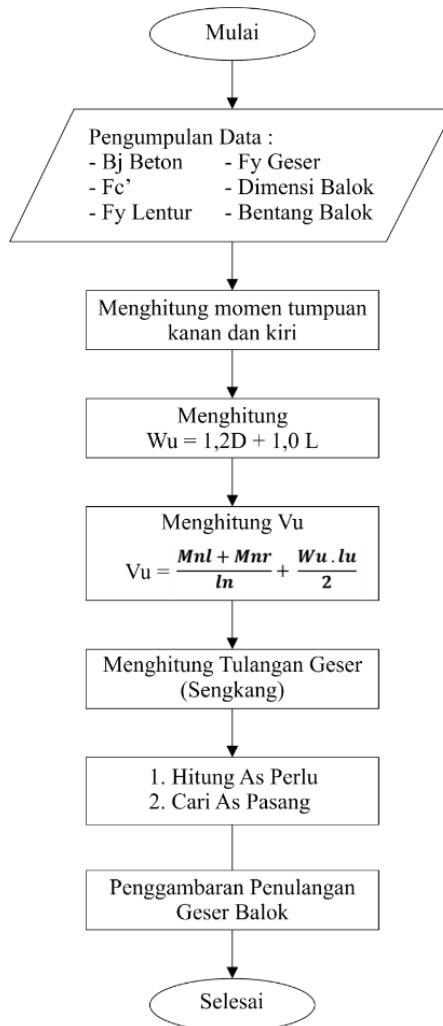 Mulai
Pengumpulan Data :
- Bj Beton - Fy Geser
- Fc’ - Dimensi Balok
- Fy Lentur - Bentang Balok
Menghitung momen tumpuan
kanan dan kiri
Menghitung
Wu = 1,2D + 1,0 L
Menghitung Vu
Vu = \frac{Mnl + Mnr}{ln} + \frac{Wu . lu}{2}
Menghitung Tulangan Geser
(Sengkang)
1. Hitung As Perlu
2. Cari As Pasang
Penggambaran Penulangan
Geser Balok
Selesai